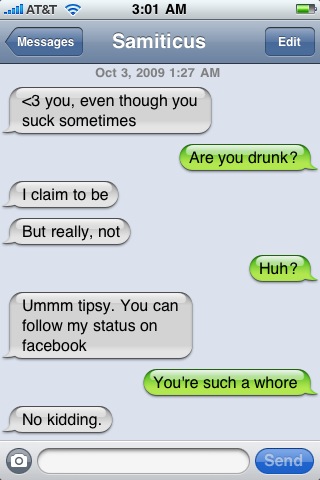 AT&T 3:01 AM
Messages Samiticus Edit
Oct 3, 2009 1:27 AM
<3 you, even though you
suck sometimes
Are you drunk?
I claim to be
But really, not
Huh?
Ummm tipsy. You can
follow my status on
facebook
You're such a whore
No kidding.
Send